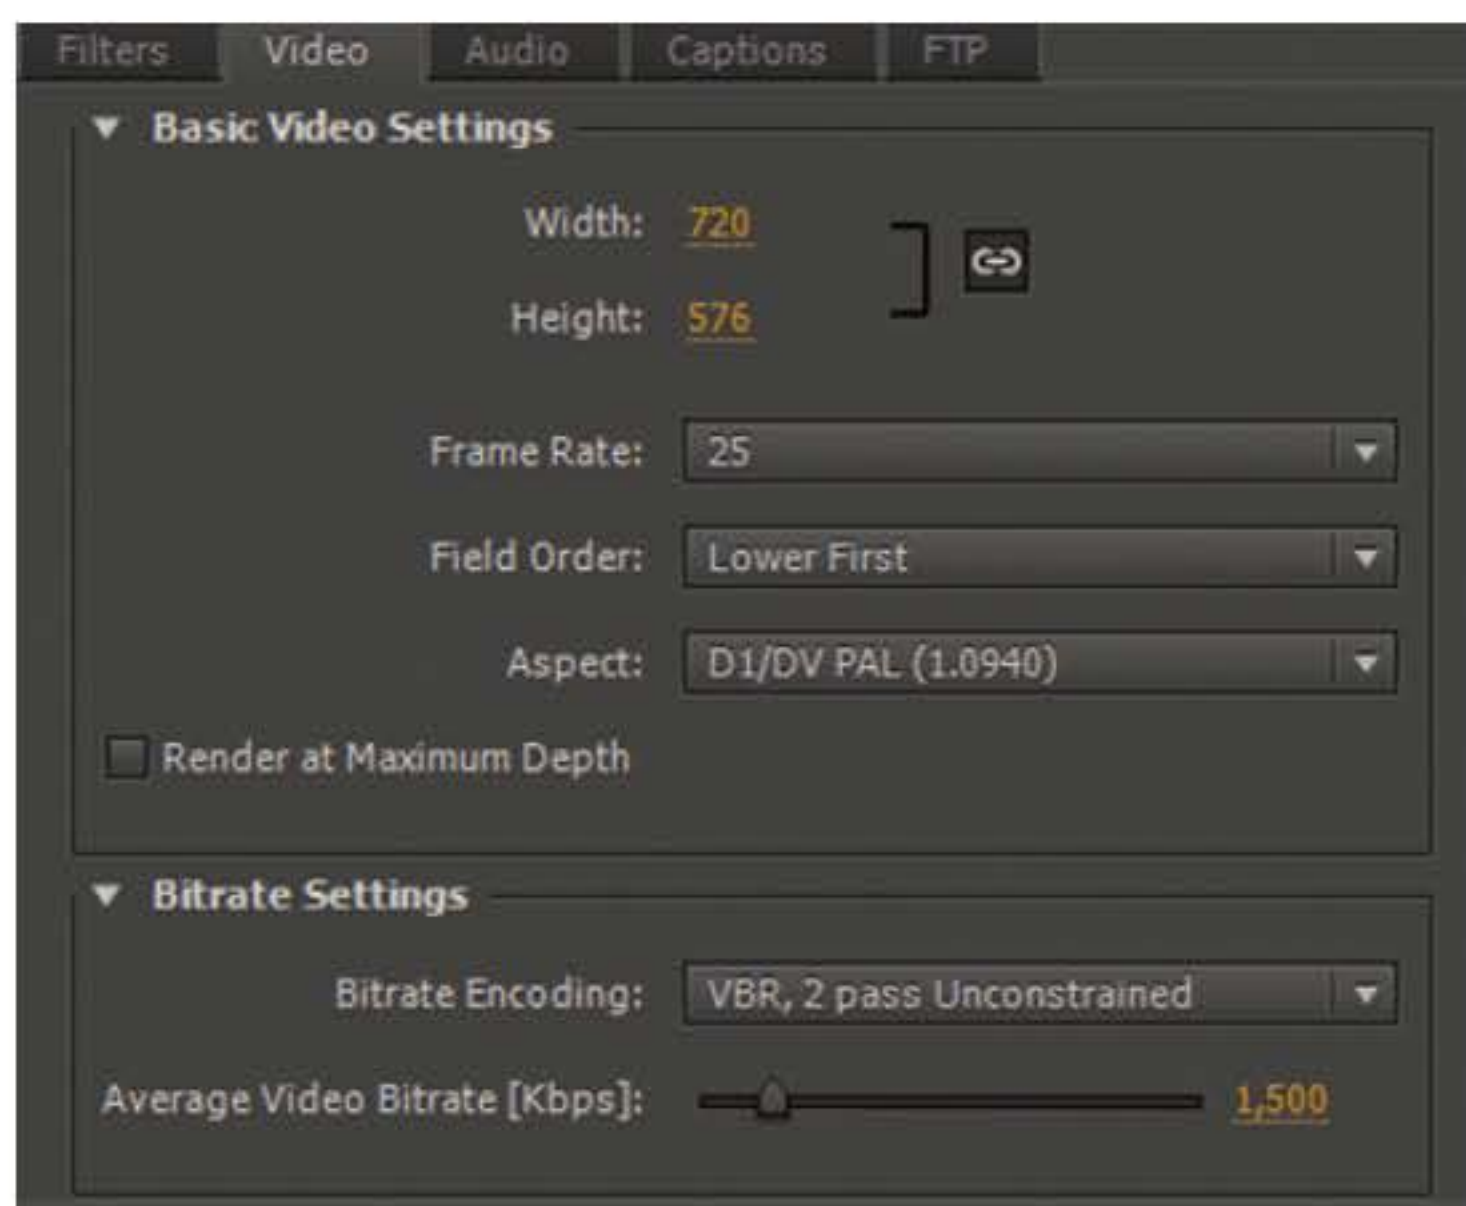 Filters Video Audio Captions FTP
Basic Video Settings
Width: 720
Height: 576
Frame Rate: 25
Field Order: Lower First
Aspect: D1/DV PAL (1.0940)
Render at Maximum Depth
Bitrate Settings
Bitrate Encoding: VBR, 2 pass Unconstrained
Average Video Bitrate [Kbps]: 1,500